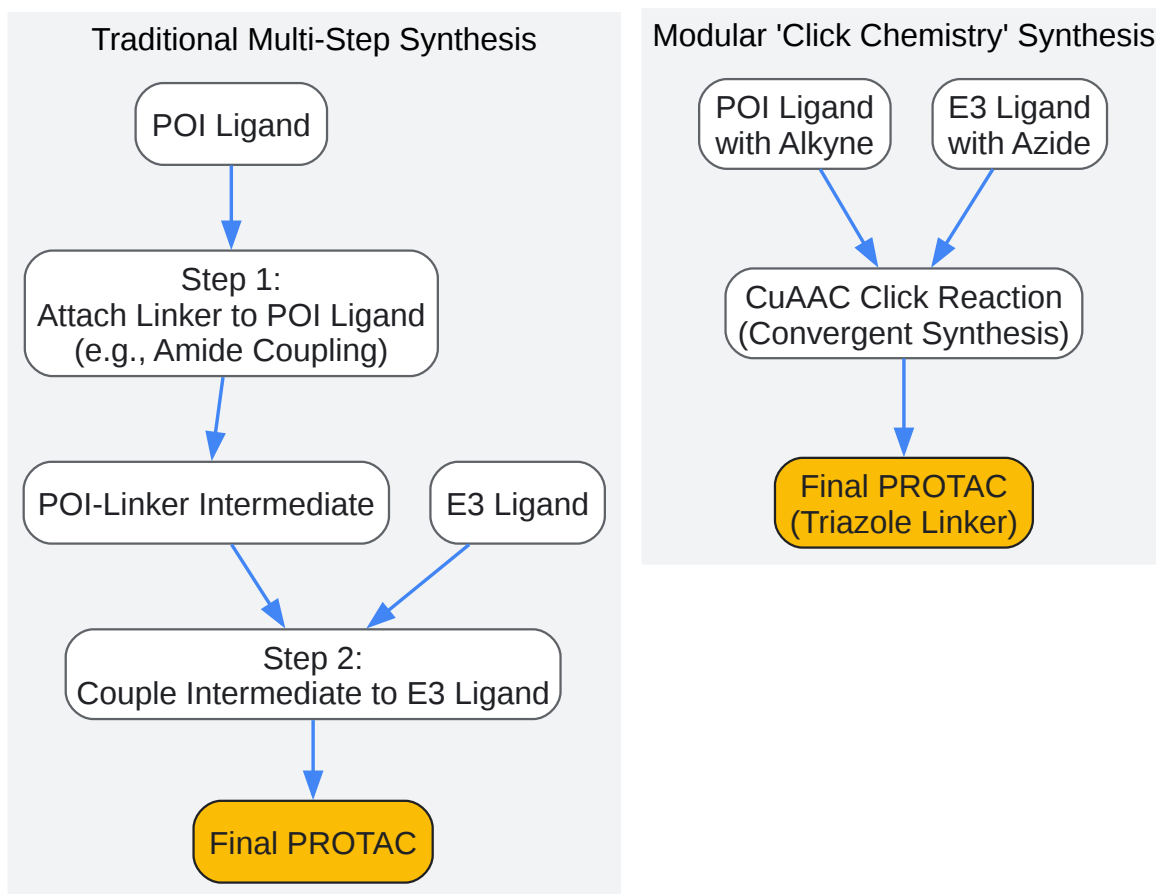 Traditional Multi-Step Synthesis
POI Ligand
Step 1:
Attach Linker to POI Ligand
(e.g., Amide Coupling)
POI-Linker Intermediate
E3 Ligand
Step 2:
Couple Intermediate to E3 Ligand
Final PROTAC
Modular 'Click Chemistry' Synthesis
POI Ligand
with Alkyne
E3 Ligand
with Azide
CuAAC Click Reaction
(Convergent Synthesis)
Final PROTAC
(Triazole Linker)